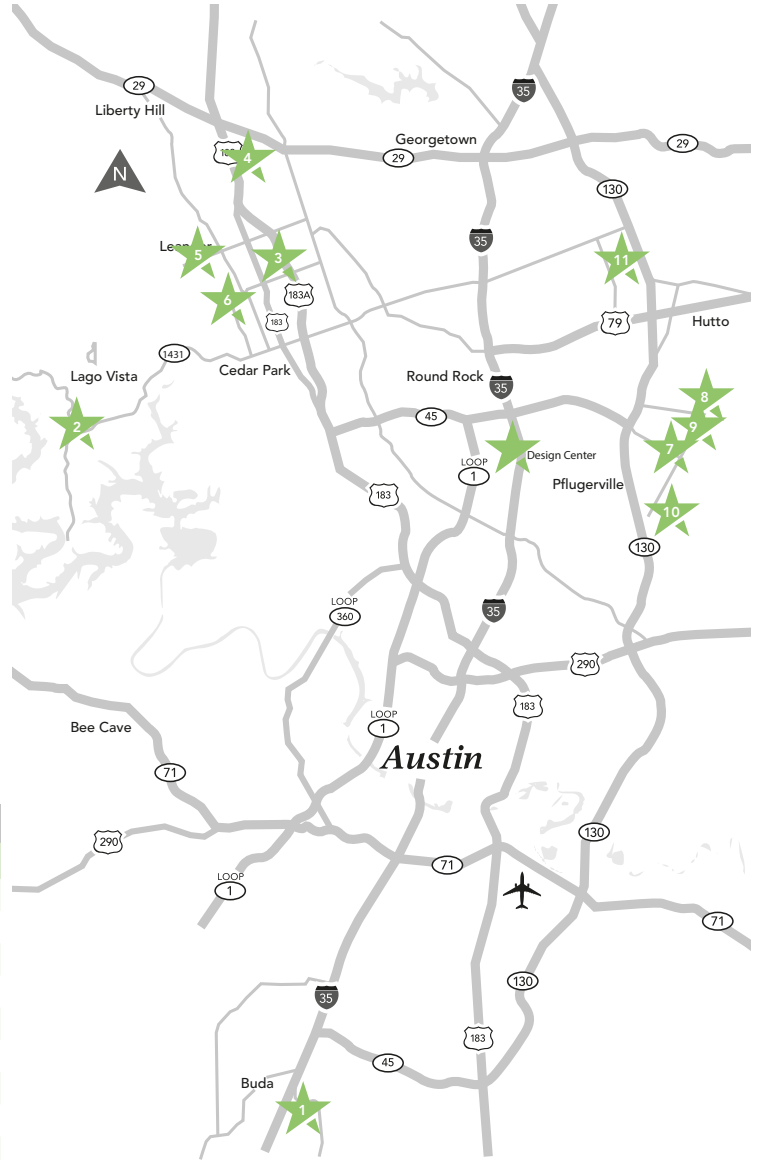 35
29
Liberty Hill
Georgetown
29
29
183
4
N
130
35
Leander
5
3
11
6
183A
183
79
Hutto
1431
Cedar Park
Lago Vista
Round Rock
35
8
2
45
9
7
Design Center
LOOP
1
Pflugerville
183
10
130
LOOP
360
35
290
183
LOOP
1
Bee Cave
Austin
71
290
130
71
LOOP
1
71
130
35
183
45
Buda
1